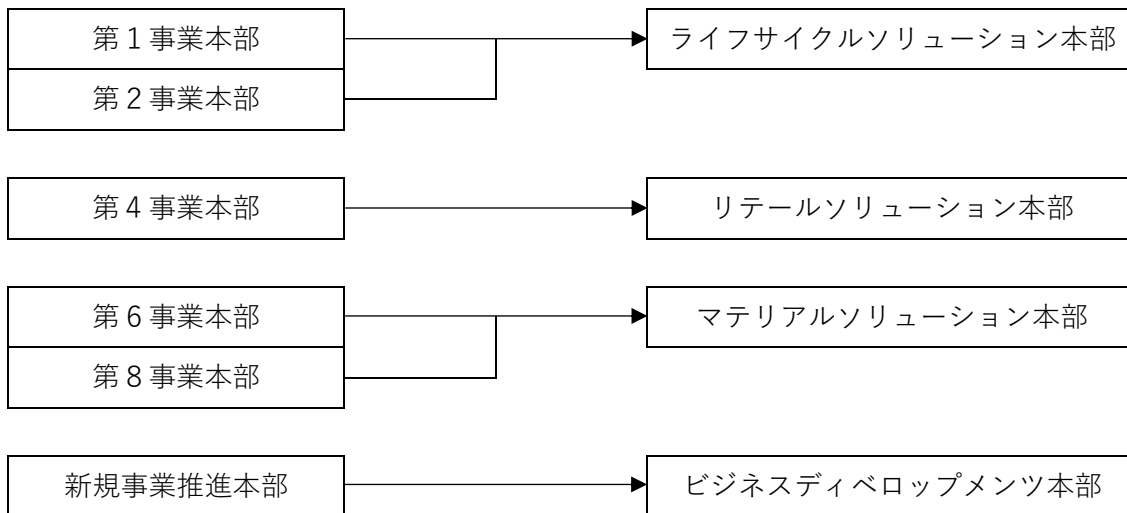 第１事業本部
ライフサイクルソリューション本部
第２事業本部
第４事業本部
リテールソリューション本部
第６事業本部
マテリアルソリューション本部
第８事業本部
新規事業推進本部
ビジネスディベロップメンツ本部